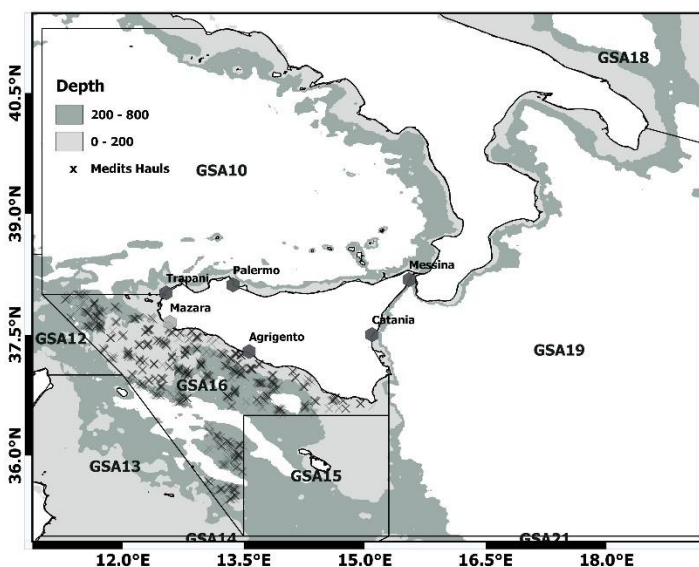 GSA18
40.5°N
Depth
200 - 800
0 - 200
× Medits Hauls
GSA10
39.0°N
Trapani
Palermo
Messina
Mazara
Agrigento
Catania
37.5°N
GSA12
GSA16
GSA19
36.0°N
GSA13
GSA15
GSA14
GSA21
12.0°E
13.5°E
15.0°E
16.5°E
18.0°E